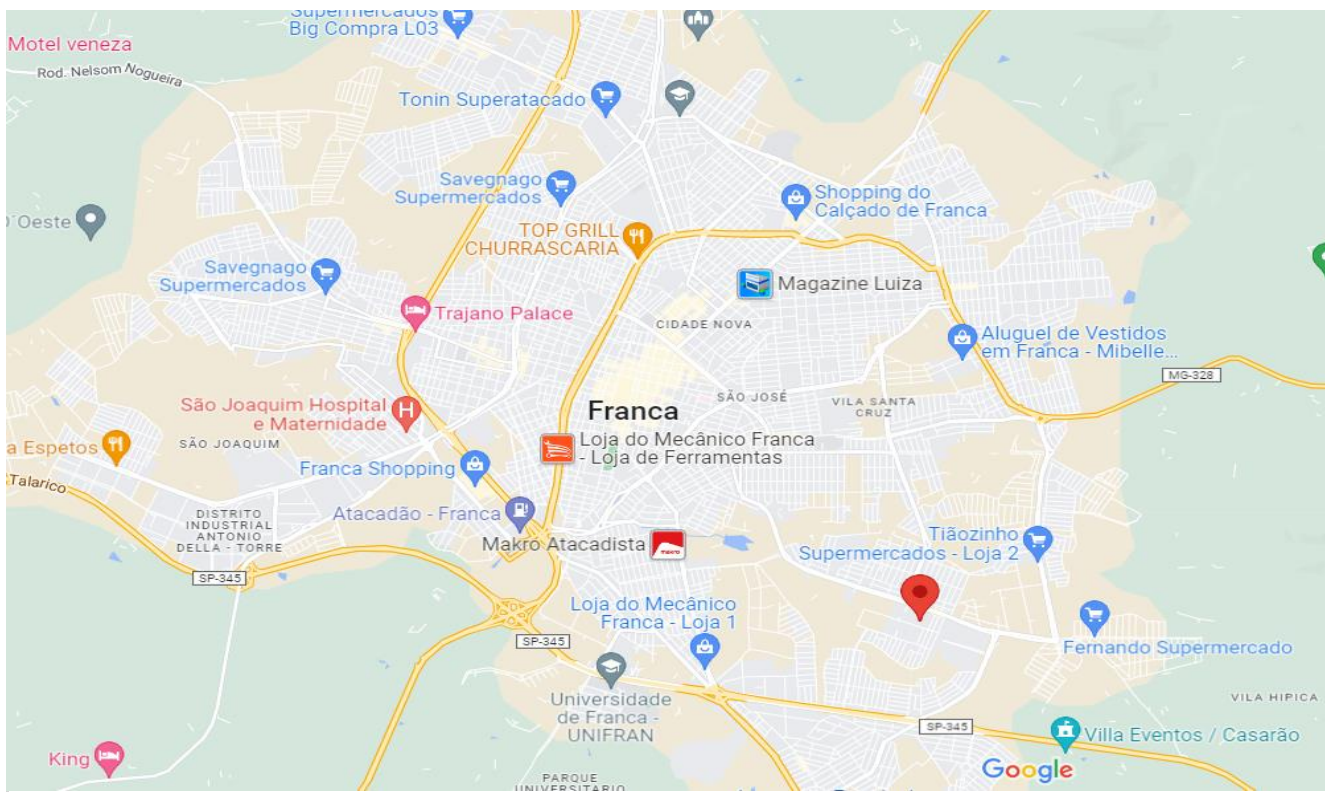 Supermercados
Big Compra L03
Motel veneza
Rod. Nelsom Nogueira
Tonin Superatacado
Savegnago
Supermercados
Shopping do
Calçado de Franca
D'Oeste
TOP GRILL
CHURRASCARIA
Savegnago
Supermercados
Magazine Luiza
Trajano Palace
CIDADE NOVA
Aluguel de Vestidos
em Franca - Mibelle...
MG-328
São Joaquim Hospital
e Maternidade
SÃO JOSÉ
VILA SANTA
CRUZ
Franca
a Espetos
SÃO JOAQUIM
Loja do Mecânico Franca
- Loja de Ferramentas
Franca Shopping
Talarico
DISTRITO
INDUSTRIAL
ANTONIO
DELLA - TORRE
Atacadão - Franca
Makro Atacadista
makro
Tiãozinho
Supermercados - Loja 2
SP-345
Loja do Mecânico
Franca - Loja 1
SP-345
Fernando Supermercado
Universidade
de Franca -
UNIFRAN
VILA HIPICA
SP-345
Villa Eventos / Casarão
King
Google
PARQUE
UNIVERSITARIO